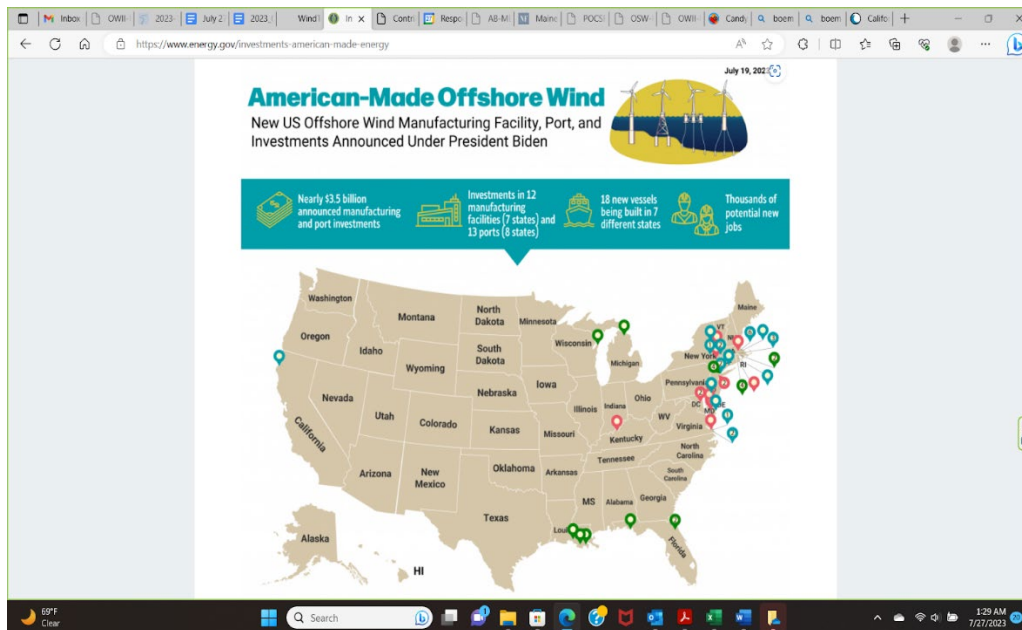 Inbox
OWII
2023-
July 2
2023_
Wind
In
Contri
Respo
AB-M
Maine
POCSI
OSW-
OWII-
Candy
boem
boem
Califo
https://www.energy.gov/investments-american-made-energy
July 19, 2023
American-Made Offshore Wind
New US Offshore Wind Manufacturing Facility, Port, and
Investments Announced Under President Biden
Nearly $3.5 billion
announced manufacturing
and port investments
Investments in 12
manufacturing
facilities (7 states) and
13 ports (8 states)
18 new vessels
being built in 7
different states
Thousands of
potential new
jobs
Washington
Oregon
California
Nevada
Idaho
Montana
Wyoming
Utah
Arizona
Colorado
New
Mexico
North
Dakota
South
Dakota
Nebraska
Kansas
Oklahoma
Texas
Minnesota
Iowa
Missouri
Arkansas
Wisconsin
Illinois
Michigan
Indiana
Ohio
Kentucky
Tennessee
MS
Alabama
Georgia
Florida
South
Carolina
North
Carolina
Virginia
WV
DC
MD
DE
Pennsylvani
New York
VT
RI
Maine
Alaska
HI
69°F
Clear
Search
1:29 AM
7/27/2023